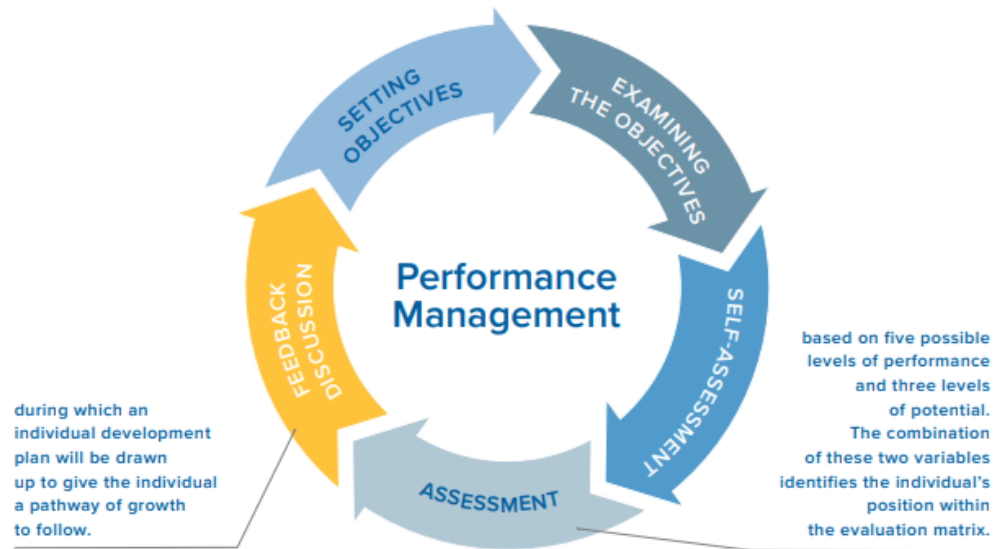 SETTING
OBJECTIVES
EXAMINING
THE OBJECTIVES
Performance
Management
SELF-ASSESSMENT
ASSESSMENT
FEEDBACK
DISCUSSION
based on five possible
levels of performance
and three levels
of potential.
The combination
of these two variables
identifies the individual's
position within
the evaluation matrix.
during which an
individual development
plan will be drawn
up to give the individual
a pathway of growth
to follow.